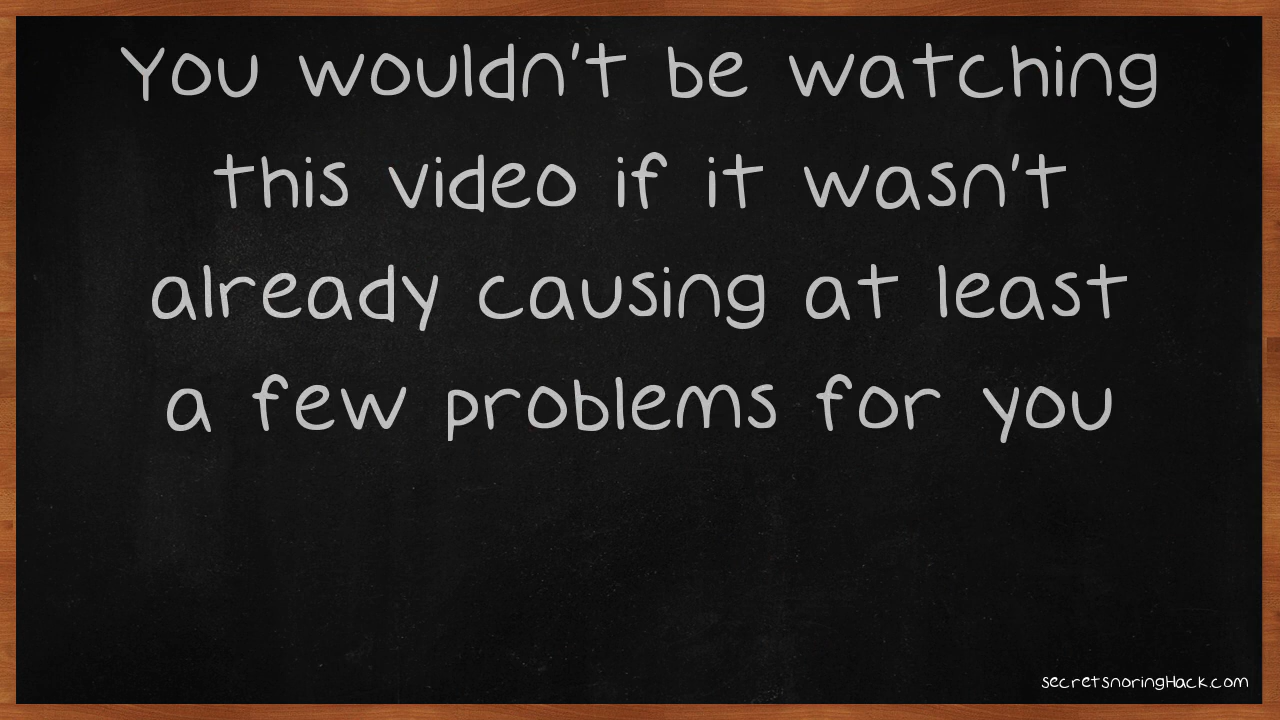 You wouldn't be watching
this video if it wasn't
already causing at least
a few problems for you
secretsnoringHack.com